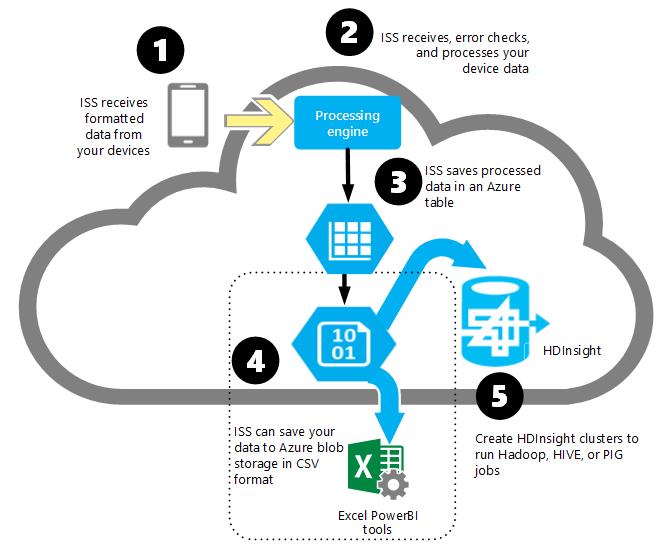 1
ISS receives
formatted
data from
your devices
2
ISS receives, error checks,
and processes your
device data
Processing
engine
3
ISS saves processed
data in an Azure
table
10
01
4
ISS can save your
data to Azure blob
storage in CSV
format
X
Excel PowerBI
tools
HDInsight
5
Create HDInsight clusters to
run Hadoop, HIVE, or PIG
jobs